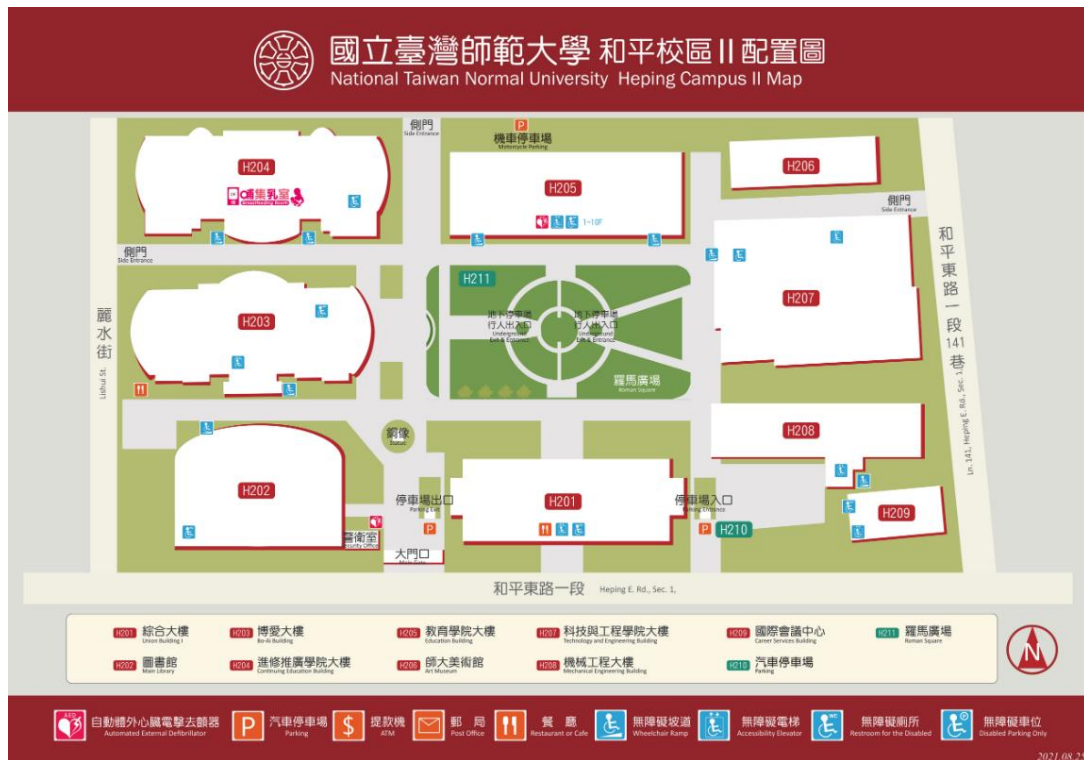 國立臺灣師範大學 和平校區 II 配置圖
National Taiwan Normal University Heping Campus II Map
側門
Side Entrance
P
機車停車場
Motorcycle Parking
H204
哺集乳室
Breastfeeding Room
H205
1~10F
H206
側門
Side Entrance
側門
Side Entrance
H211
H203
地下停車場
行人出入口
Underground
Exit & Entrance
地下停車場
行人出入口
Underground
Exit & Entrance
H207
羅馬廣場
Roman Square
麗水街
Lishui St.
和平東路一段141巷
Ln. 141, Heping E. Rd., Sec. 1,
銅像
Statue
H208
H202
停車場出口
Parking Exit
P
H201
停車場入口
Parking Entrance
P
H210
H209
警衛室
Security Office
大門口
Main Gate
和平東路一段 Heping E. Rd., Sec. 1,
H201 綜合大樓
Union Building I
H203 博愛大樓
Bo-Ai Building
H205 教育學院大樓
Education Building
H207 科技與工程學院大樓
Technology and Engineering Building
H209 國際會議中心
Career Services Building
H211 羅馬廣場
Roman Square
H202 圖書館
Main Library
H204 進修推廣學院大樓
Continuing Education Building
H206 師大美術館
Art Museum
H208 機械工程大樓
Mechanical Engineering Building
H210 汽車停車場
Parking
N
AED 自動體外心臟電擊去顫器
Automated External Defibrillator
P 汽車停車場
Parking
$ 提款機
ATM
郵局
Post Office
餐廳
Restaurant or Cafe
無障礙坡道
Wheelchair Ramp
無障礙電梯
Accessibility Elevator
WC 無障礙廁所
Restroom for the Disabled
P 無障礙車位
Disabled Parking Only
2021.08.25